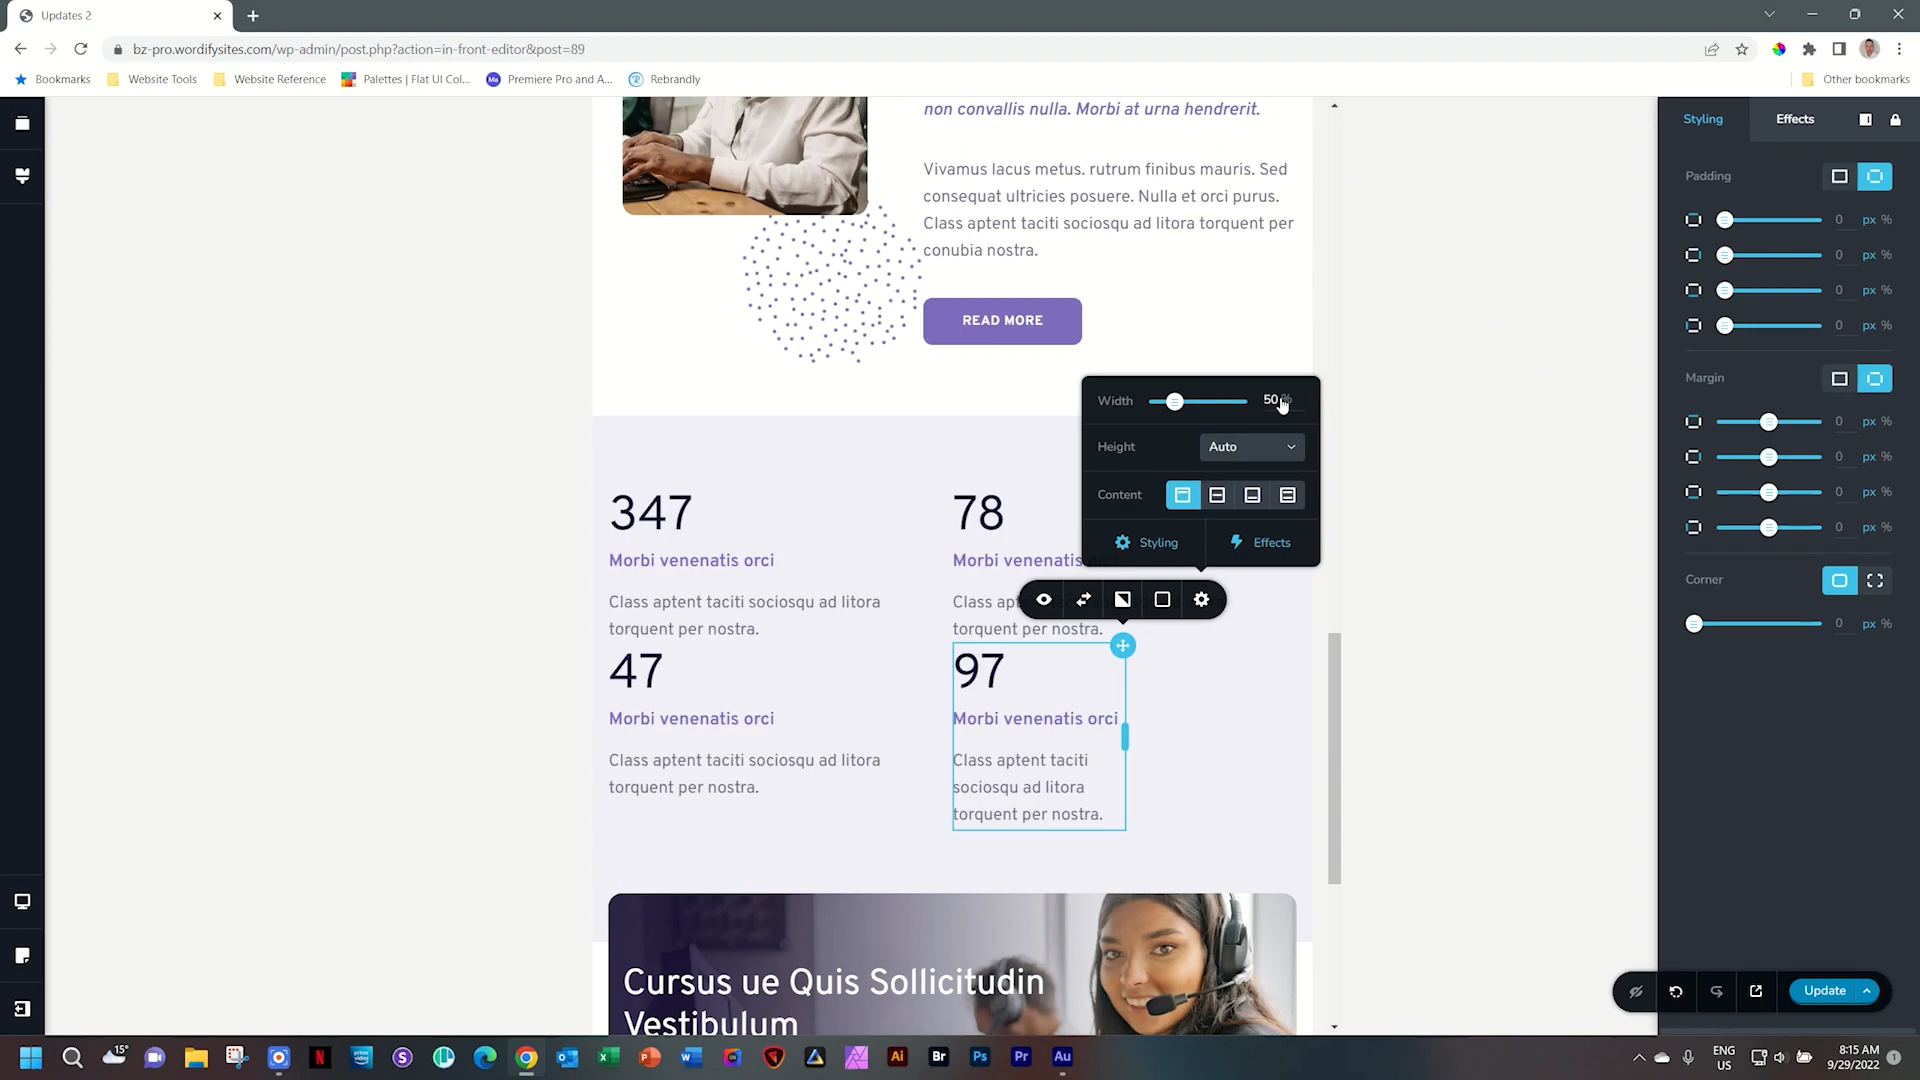 Updates 2
bz-pro.wordifysites.com/wp-admin/post.php?action=in-front-editor&post=89
Bookmarks
Website Tools
Website Reference
Palettes | Flat UI Col...
Premiere Pro and A...
Rebrandly
Other bookmarks
non convallis nulla. Morbi at urna hendrerit.
Vivamus lacus metus. rutrum finibus mauris. Sed
consequat ultricies posuere. Nulla et orci purus.
Class aptent taciti sociosqu ad litora torquent per
conubia nostra.
READ MORE
Width
50 %
Height
Auto
Content
Styling
Effects
347
Morbi venenatis orci
Class aptent taciti sociosqu ad litora
torquent per nostra.
78
Morbi venenatis
Class
torquent per nostra.
47
Morbi venenatis orci
Class aptent taciti sociosqu ad litora
torquent per nostra.
97
Morbi venenatis orci
Class aptent taciti
sociosqu ad litora
torquent per nostra.
Cursus ue Quis Sollicitudin
Vestibulum
Styling
Effects
Padding
0 px %
0 px %
0 px %
0 px %
Margin
0 px %
0 px %
0 px %
0 px %
Corner
0 px %
Update
15°
Ai
Br
Ps
Pr
Au
ENG
US
8:15 AM
9/29/2022
1